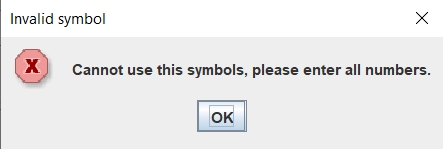 Invalid symbol
Cannot use this symbols, please enter all numbers.
OK